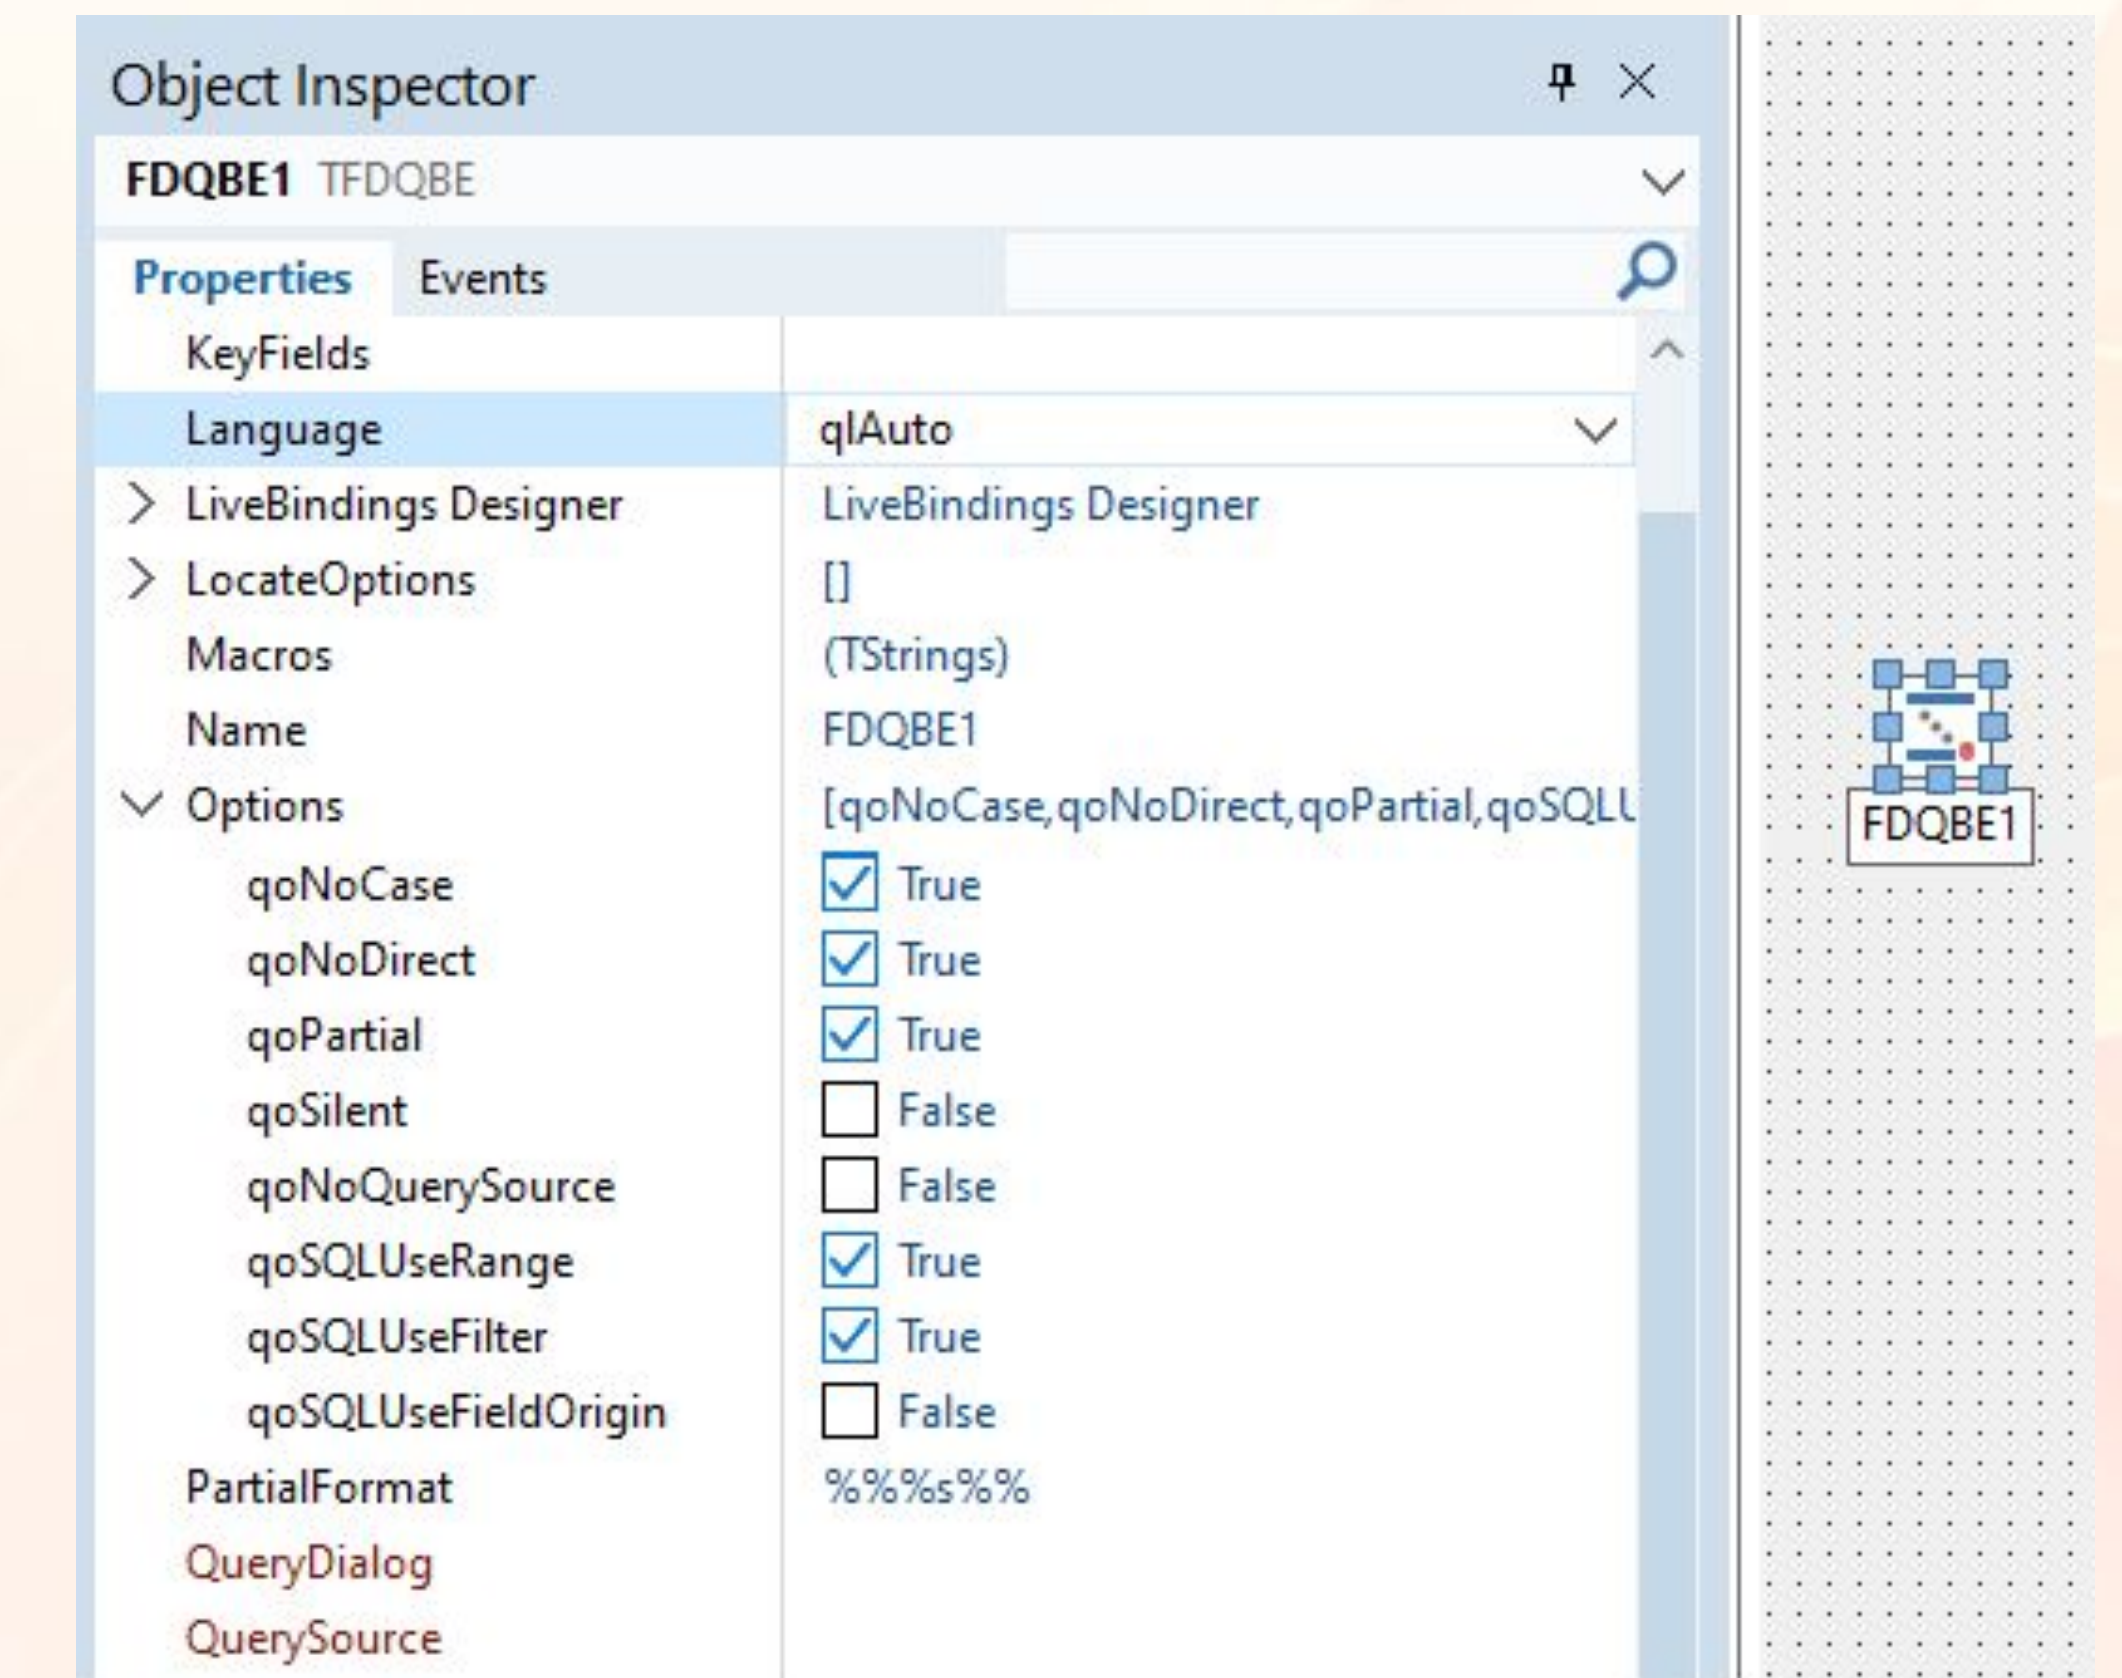 Object Inspector
FDQBE1 TFDQBE
Properties Events
KeyFields
Language qlAuto
LiveBindings Designer LiveBindings Designer
LocateOptions []
Macros (TStrings)
Name FDQBE1
Options [qoNoCase,qoNoDirect,qoPartial,qoSQLU
qoNoCase True
qoNoDirect True
qoPartial True
qoSilent False
qoNoQuerySource False
qoSQLUseRange True
qoSQLUseFilter True
qoSQLUseFieldOrigin False
PartialFormat %%%s%%
QueryDialog
QuerySource
FDQBE1